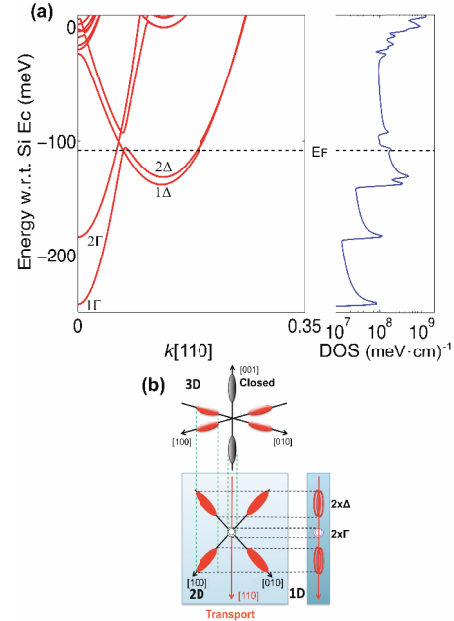 (a)
Energy w.r.t. Si Ec (meV)
0
−100
−200
2Δ
1Δ
2Γ
1Γ
0
0.35
k[110]
EF
10^7 10^8 10^9
DOS (meV·cm)^-1
(b)
3D
[001]
Closed
[100]
[010]
2xΔ
2xΓ
[100]
2D
[110]
[010]
1D
Transport